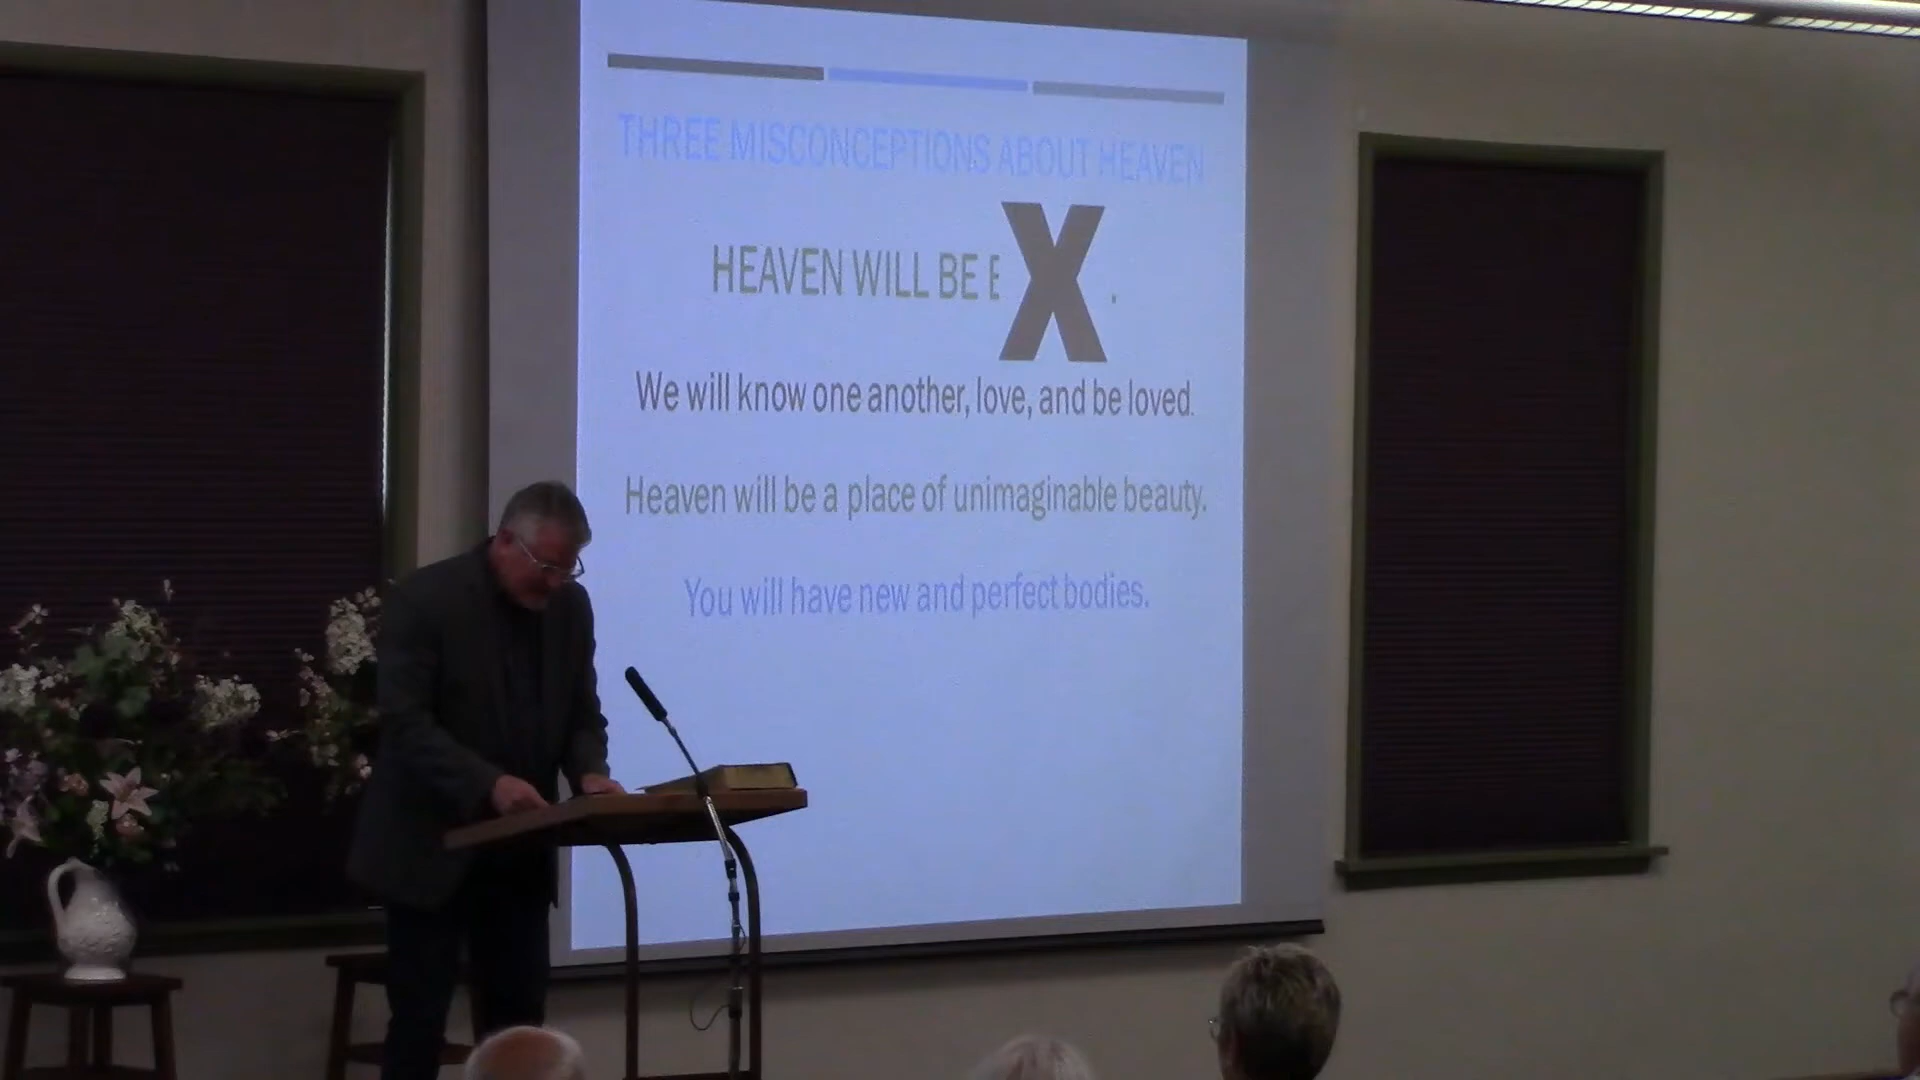 THREE MISCONCEPTIONS ABOUT HEAVEN
HEAVEN WILL BE X .
We will know one another, love, and be loved.
Heaven will be a place of unimaginable beauty.
You will have new and perfect bodies.